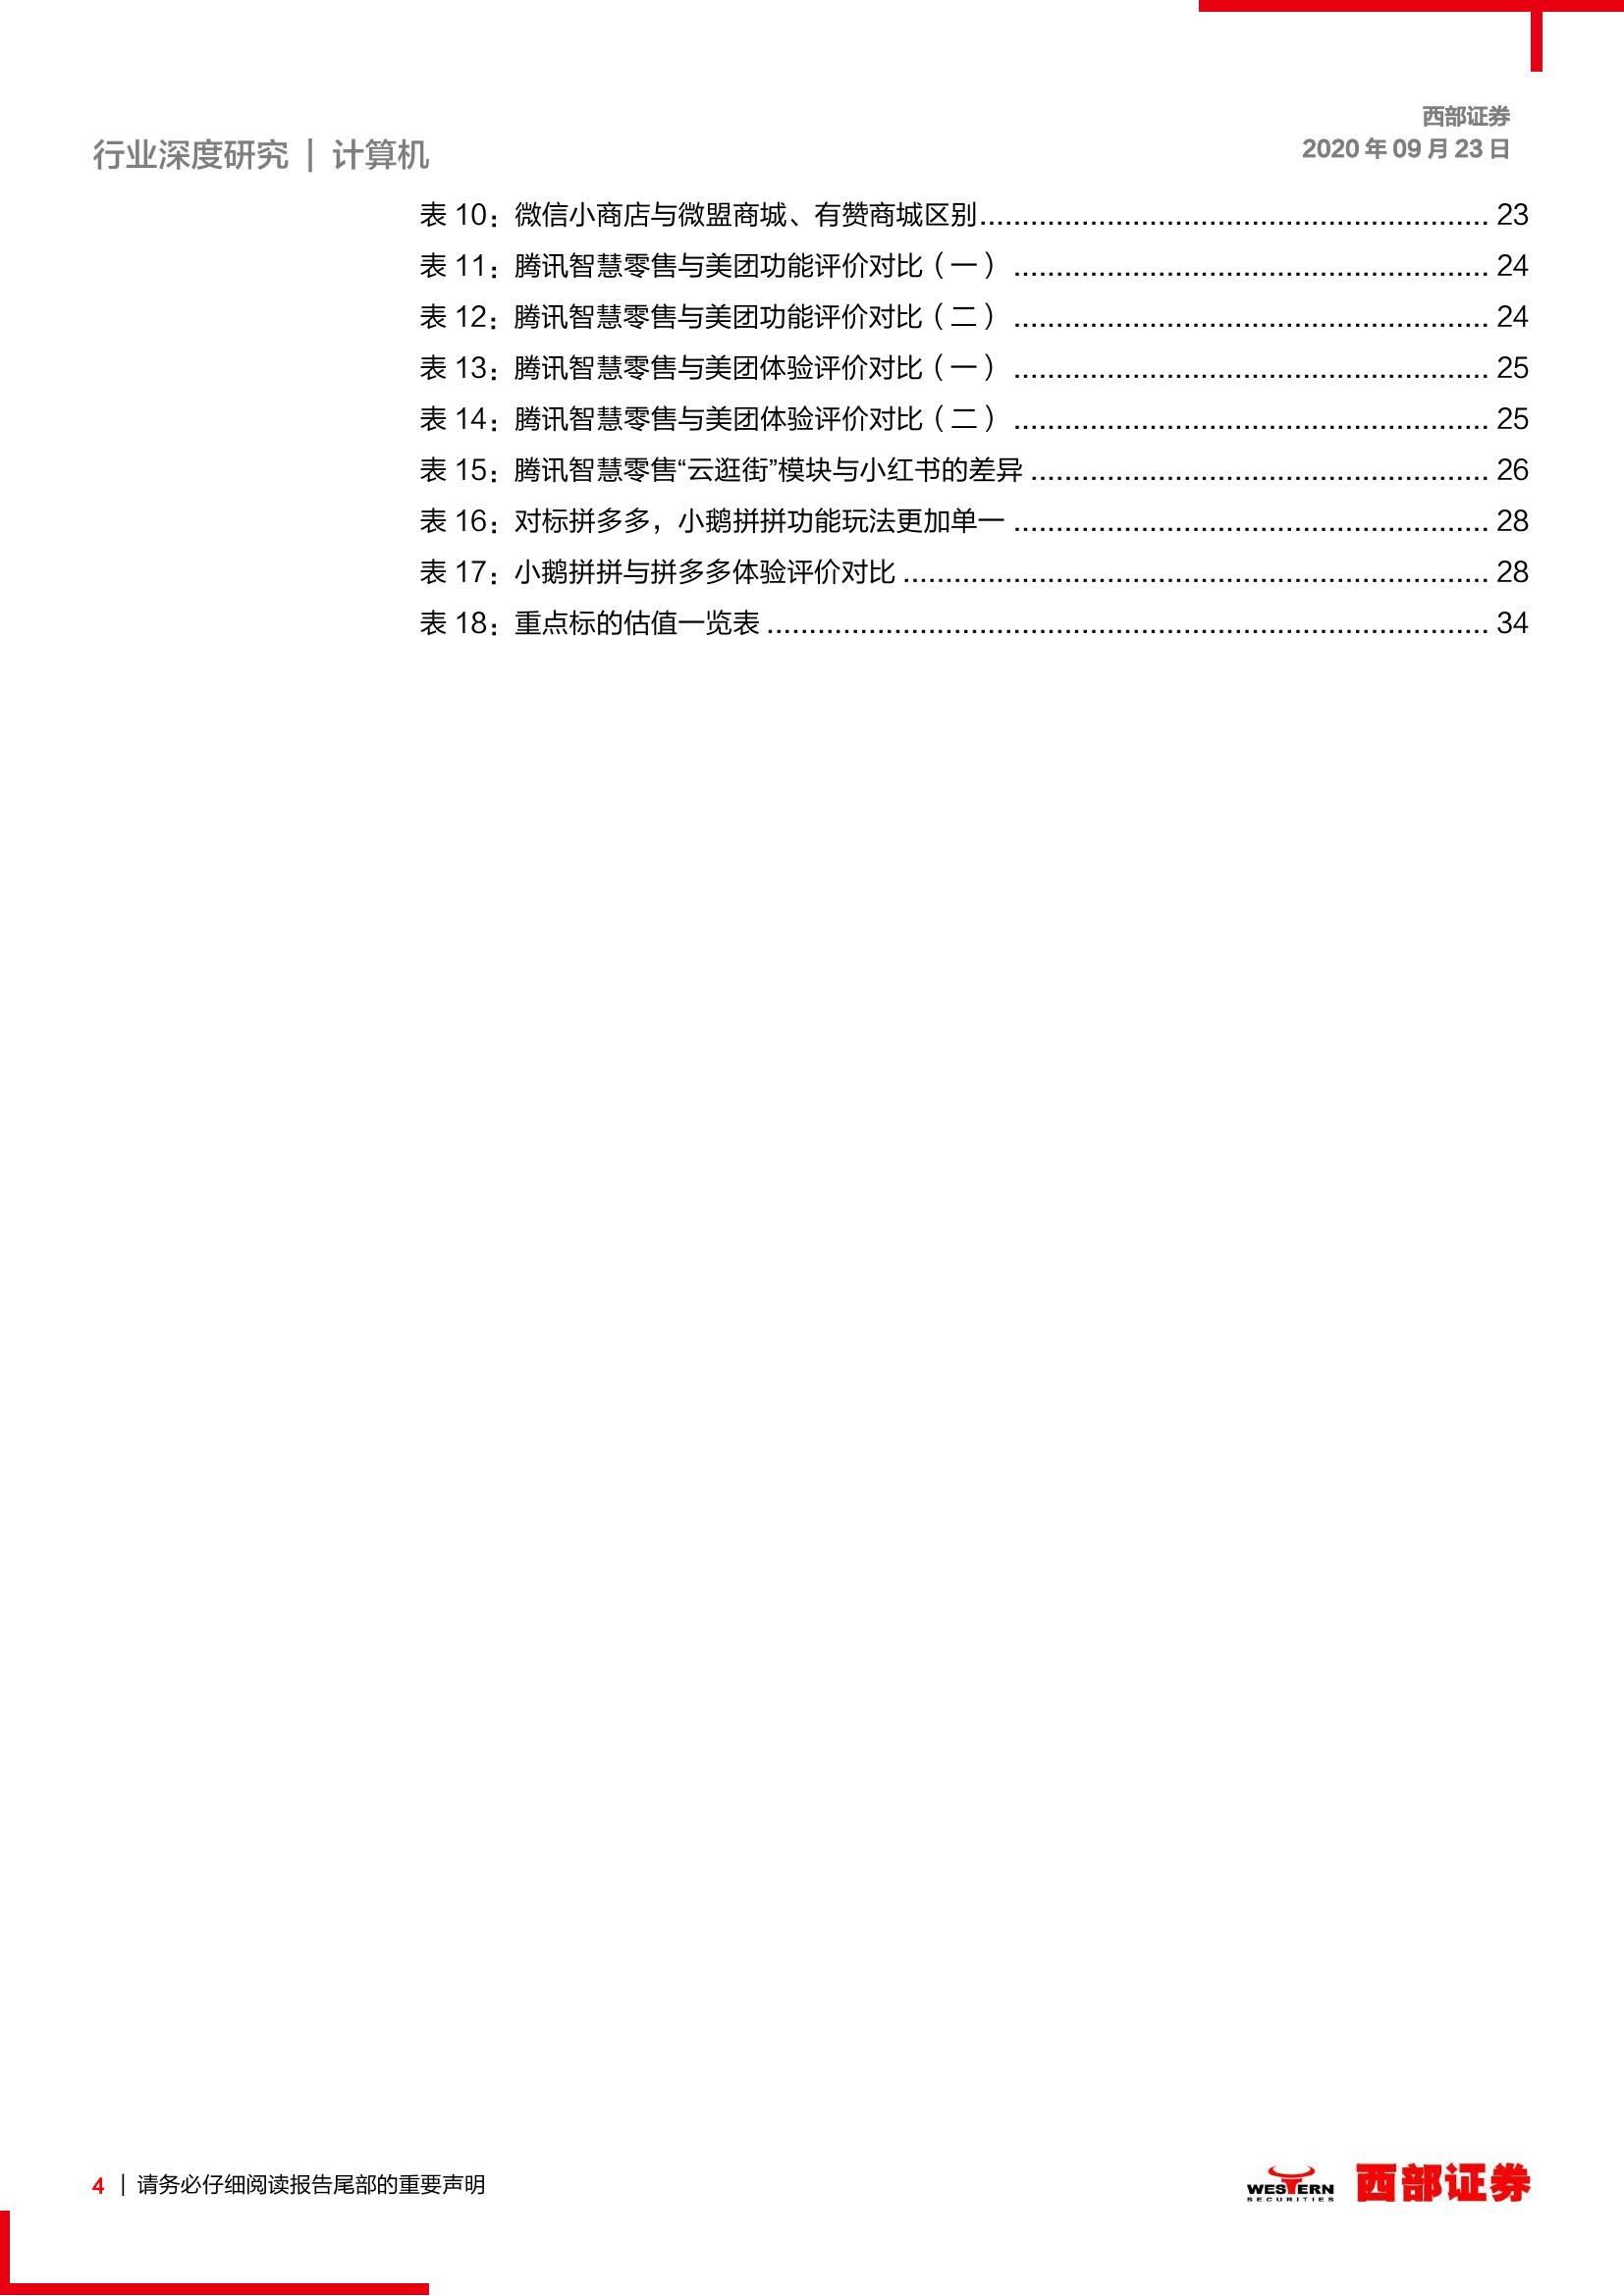 西部证券
2020 年 09 月 23 日
行业深度研究 | 计算机
表 10：微信小商店与微盟商城、有赞商城区别............................................................ 23
表 11：腾讯智慧零售与美团功能评价对比（一） ........................................................ 24
表 12：腾讯智慧零售与美团功能评价对比（二） ........................................................ 24
表 13：腾讯智慧零售与美团体验评价对比（一） ........................................................ 25
表 14：腾讯智慧零售与美团体验评价对比（二） ........................................................ 25
表 15：腾讯智慧零售“云逛街”模块与小红书的差异 ...................................................... 26
表 16：对标拼多多，小鹅拼拼功能玩法更加单一 ........................................................ 28
表 17：小鹅拼拼与拼多多体验评价对比 ..................................................................... 28
表 18：重点标的估值一览表 ..................................................................................... 34
4 | 请务必仔细阅读报告尾部的重要声明
WESTERN
SECURITIES
西部证券